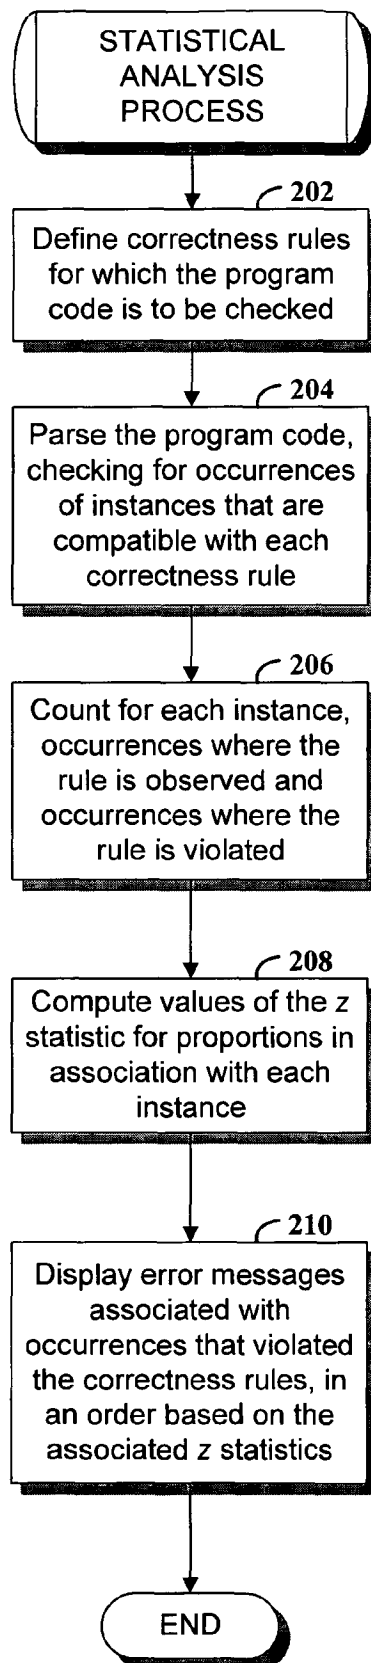 STATISTICAL
ANALYSIS
PROCESS
202
Define correctness rules
for which the program
code is to be checked
204
Parse the program code,
checking for occurrences
of instances that are
compatible with each
correctness rule
206
Count for each instance,
occurrences where the
rule is observed and
occurrences where the
rule is violated
208
Compute values of the z
statistic for proportions in
association with each
instance
210
Display error messages
associated with
occurrences that violated
the correctness rules, in
an order based on the
associated z statistics
END